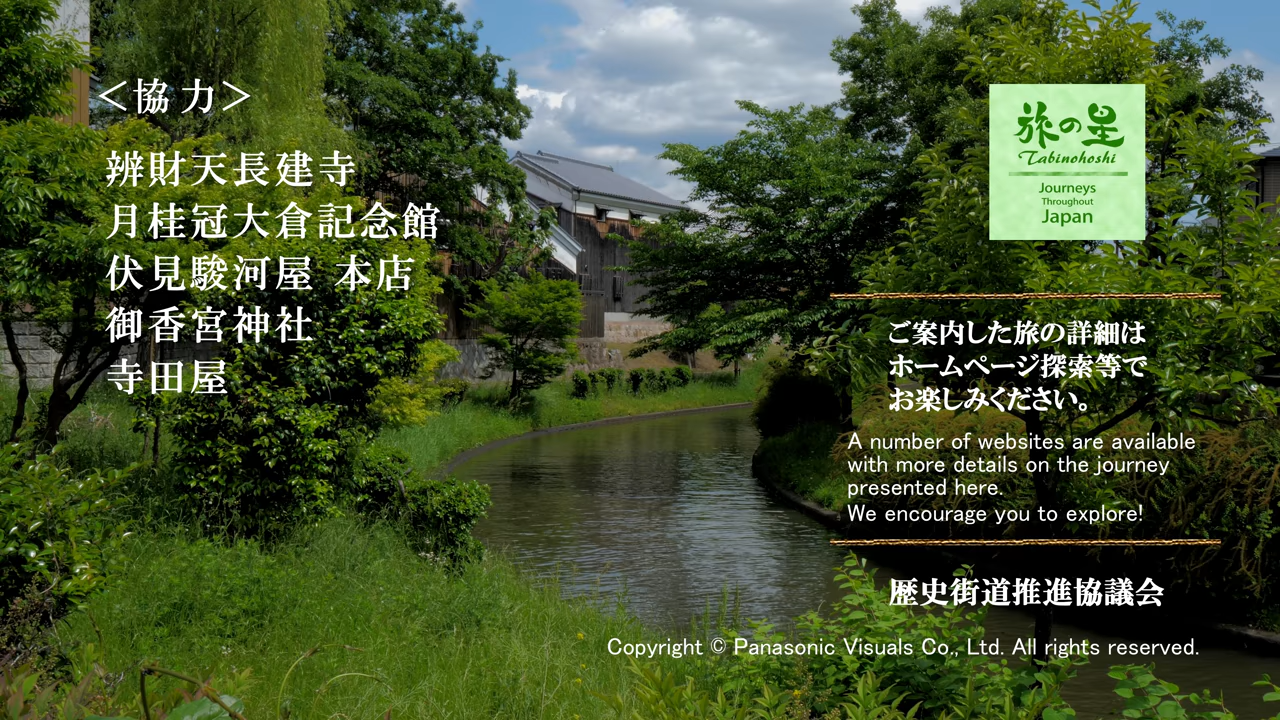 ＜協 力＞
辨財天長建寺
月桂冠大倉記念館
伏見駿河屋 本店
御香宮神社
寺田屋
旅の星
Tabinohoshi
Journeys
Throughout
Japan
ご案内した旅の詳細は
ホームページ探索等で
お楽しみください。
A number of websites are available
with more details on the journey
presented here.
We encourage you to explore!
歴史街道推進協議会
Copyright © Panasonic Visuals Co., Ltd. All rights reserved.